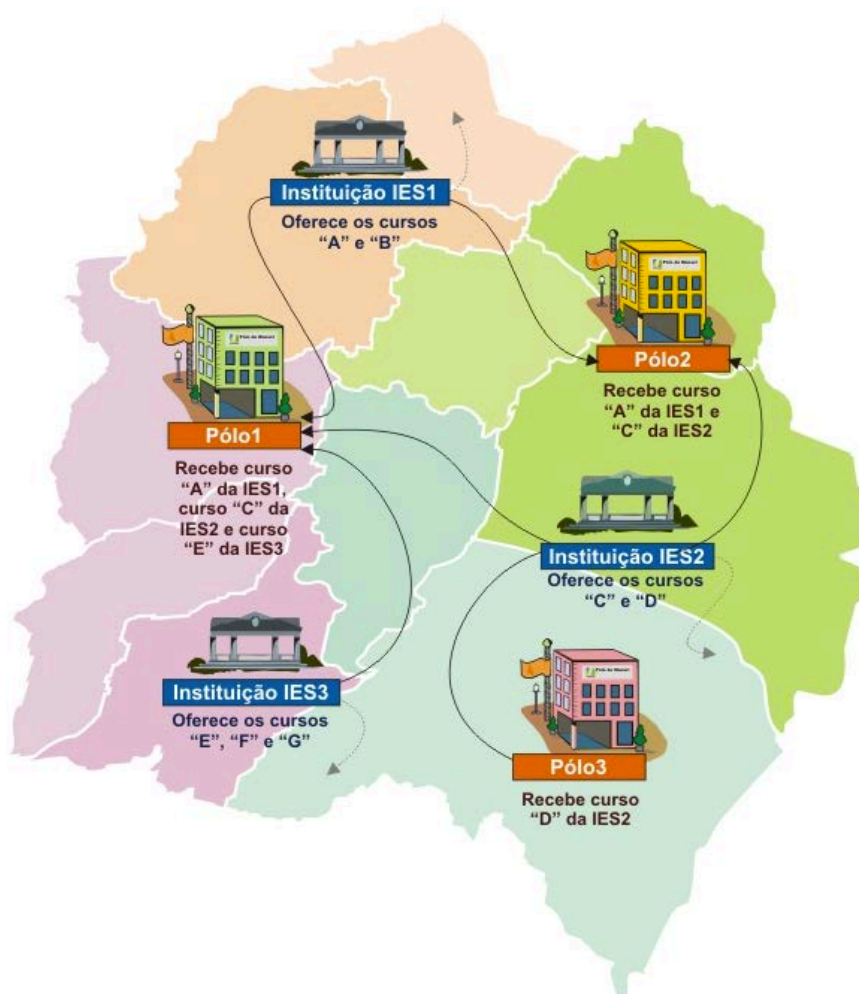 Instituição IES1
Oferece os cursos
“A” e “B”
Pólo2
Recebe curso
“A” da IES1 e
“C” da IES2
Pólo1
Recebe curso
“A” da IES1,
curso “C” da
IES2 e curso
“E” da IES3
Instituição IES2
Oferece os cursos
“C” e “D”
Instituição IES3
Oferece os cursos
“E”, “F” e “G”
Pólo3
Recebe curso
“D” da IES2